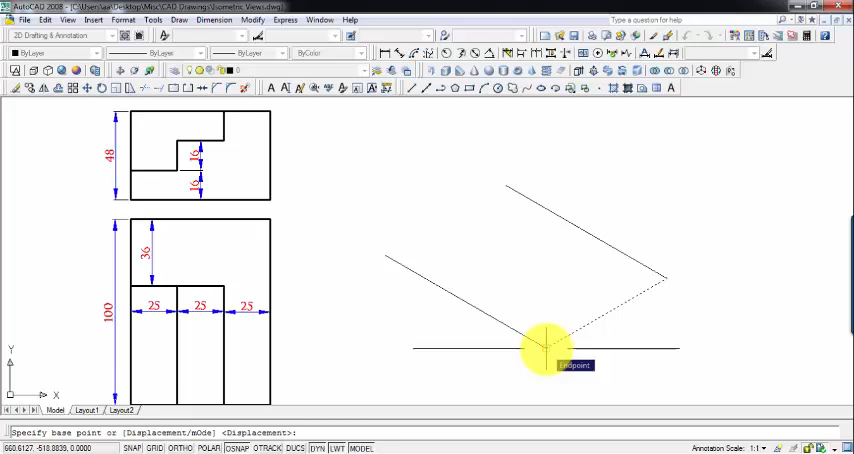 AutoCAD 2008 - [C:\Users\aa\Desktop\Misc\CAD Drawings\Isometric Views.dwg]
File Edit View Insert Format Tools Draw Dimension Modify Express Window Help
Type a question for help
2D Drafting & Annotation
ByLayer ByLayer ByColor
0
48
16
16
36
25 25 25
100
Endpoint
Y
X
Model Layout1 Layout2
Specify base point or [Displacement/mOde] <Displacement>:
660.6127, -518.8839, 0.0000 SNAP GRID ORTHO POLAR OSNAP OTRACK DUCS DYN LWT MODEL Annotation Scale: 1:1